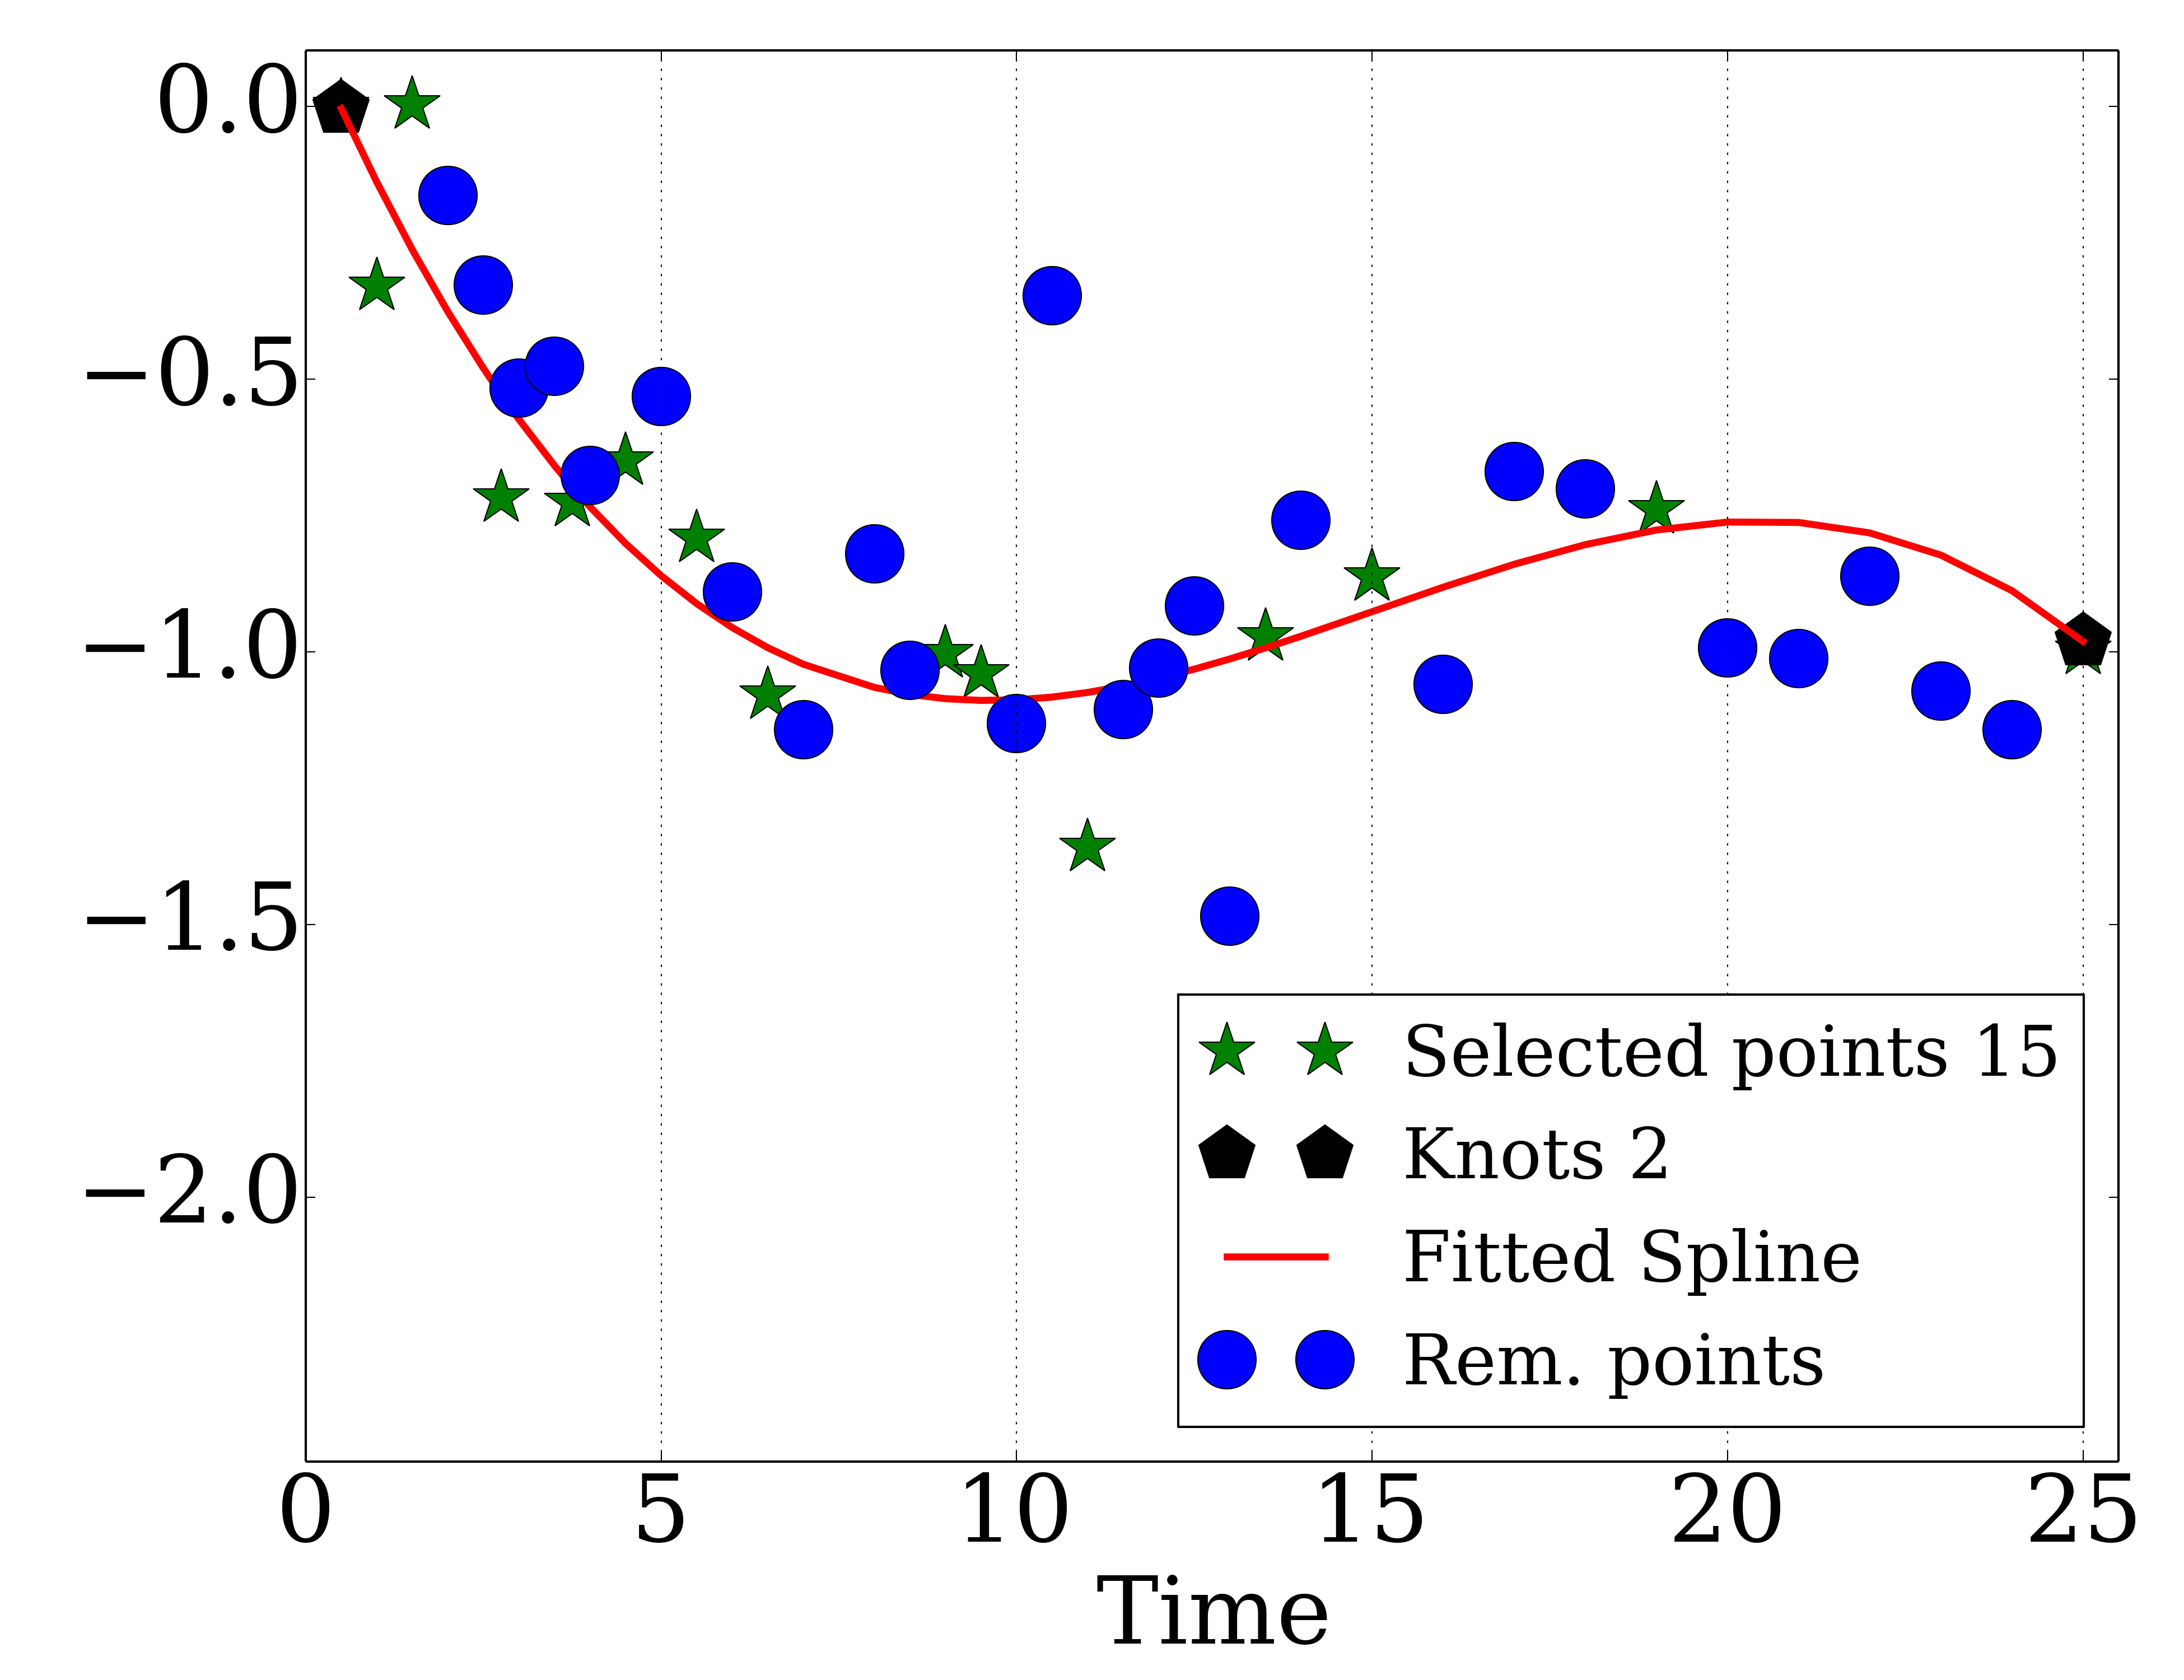 0.0
−0.5
−1.0
−1.5
−2.0
Selected points 15
Knots 2
Fitted Spline
Rem. points
0 5 10 15 20 25
Time